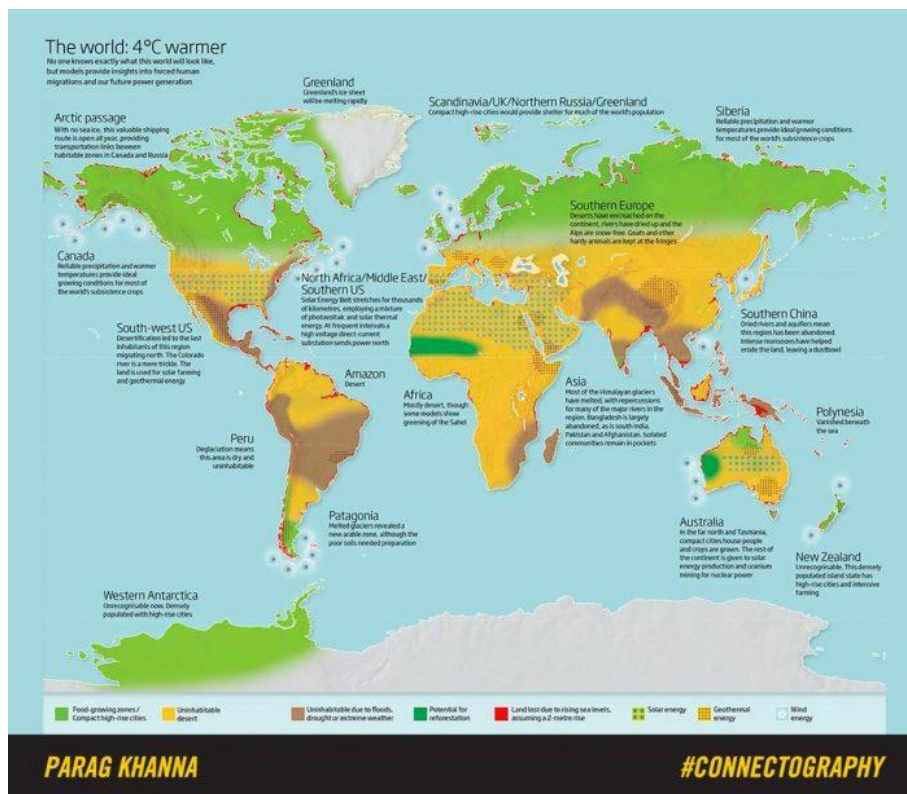 The world: 4°C warmer
No one knows exactly what this world will look like,
but models provide insights into forced human
migrations and our future power generation
Greenland
Greenland's ice sheet
will be melting rapidly
Scandinavia/UK/Northern Russia/Greenland
Compact high-rise cities would provide shelter for much of the world's population
Siberia
Reliable precipitation and warmer
temperatures provide ideal growing conditions
for most of the world's subsistence crops
Arctic passage
With no sea ice, this valuable shipping
route is open all year, providing
transportation links between
habitable zones in Canada and Russia
Southern Europe
Deserts have encroached on the
continent, rivers have dried up and the
Alps are snow-free. Goats and other
hardy animals are kept at the fringes
Canada
Reliable precipitation and warmer
temperatures provide ideal
growing conditions for most of
the world's subsistence crops
North Africa/Middle East/
Southern US
Solar Energy Belt stretches for thousands
of kilometres, employing a mixture
of photovoltaic and solar thermal
energy. At frequent intervals a
high voltage direct-current
substation sends power north
South-west US
Desertification led to the last
inhabitants of this region
migrating north. The Colorado
river is a mere trickle. The
land is used for solar farming
and geothermal energy
Southern China
Dried rivers and aquifers mean
this region has been abandoned.
Intense monsoons have helped
erode the land, leaving a dustbowl
Amazon
Desert
Africa
Mostly desert, though
some models show
greening of the Sahel
Asia
Most of the Himalayan glaciers
have melted, with repercussions
for many of the major rivers in the
region. Bangladesh is largely
abandoned, as is south India,
Pakistan and Afghanistan. Isolated
communities remain in pockets
Polynesia
Vanished beneath
the sea
Peru
Deglaciation means
this area is dry and
uninhabitable
Patagonia
Melted glaciers revealed a
new arable zone, although the
poor soils needed preparation
Australia
In the far north and Tasmania,
compact cities house people
and crops are grown. The rest of
the continent is given to solar
energy production and uranium
mining for nuclear power
New Zealand
Unrecognisable. This densely
populated island state has
high-rise cities and intensive
farming
Western Antarctica
Unrecognisable now. Densely
populated with high-rise cities
Food-growing zones/
Compact high-rise cities
Uninhabitable
desert
Uninhabitable due to floods,
drought or extreme weather
Potential for
reforestation
Land lost due to rising sea levels,
assuming a 2-metre rise
Solar energy
Geothermal
energy
Wind
energy
PARAG KHANNA
#CONNECTOGRAPHY